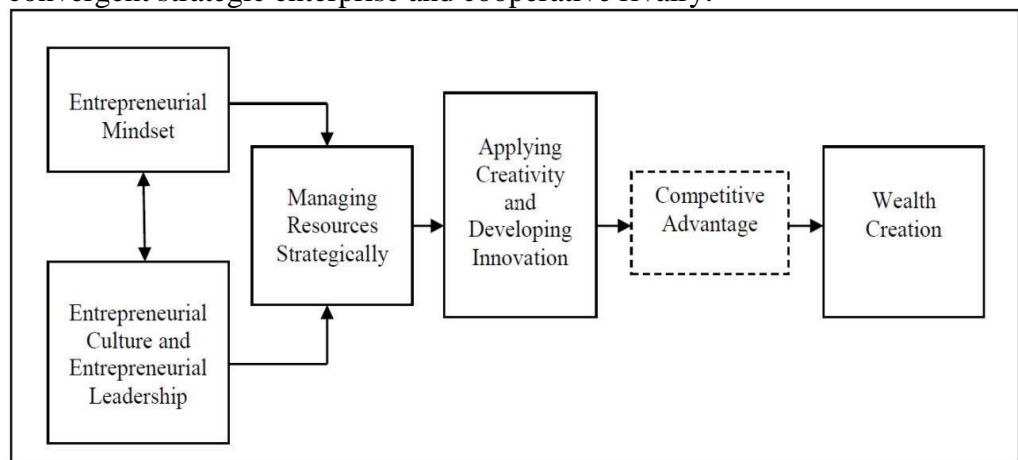 convergent strategic enterprise and cooperative rivalry.
Entrepreneurial
Mindset
Entrepreneurial
Culture and
Entrepreneurial
Leadership
Managing
Resources
Strategically
Applying
Creativity
and
Developing
Innovation
Competitive
Advantage
Wealth
Creation